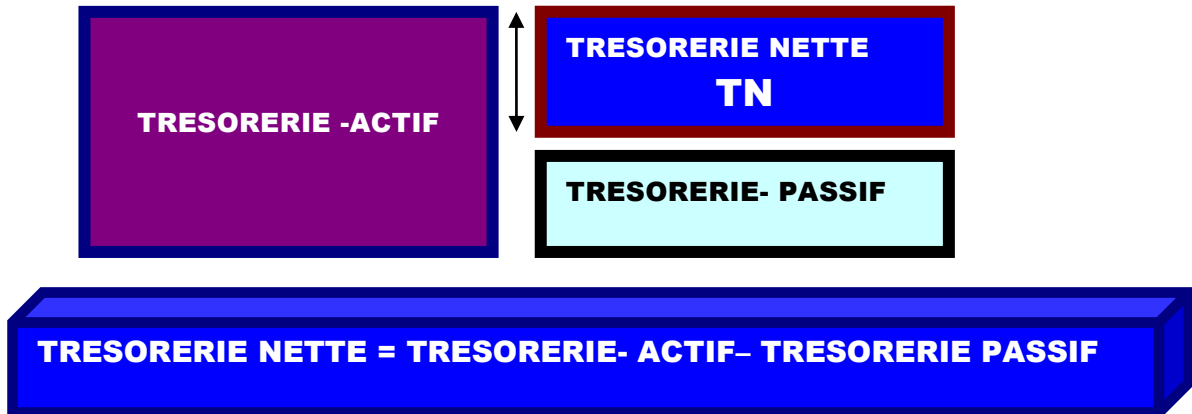 TRESORERIE -ACTIF
TRESORERIE NETTE
TN
TRESORERIE- PASSIF
TRESORERIE NETTE = TRESORERIE- ACTIF– TRESORERIE PASSIF